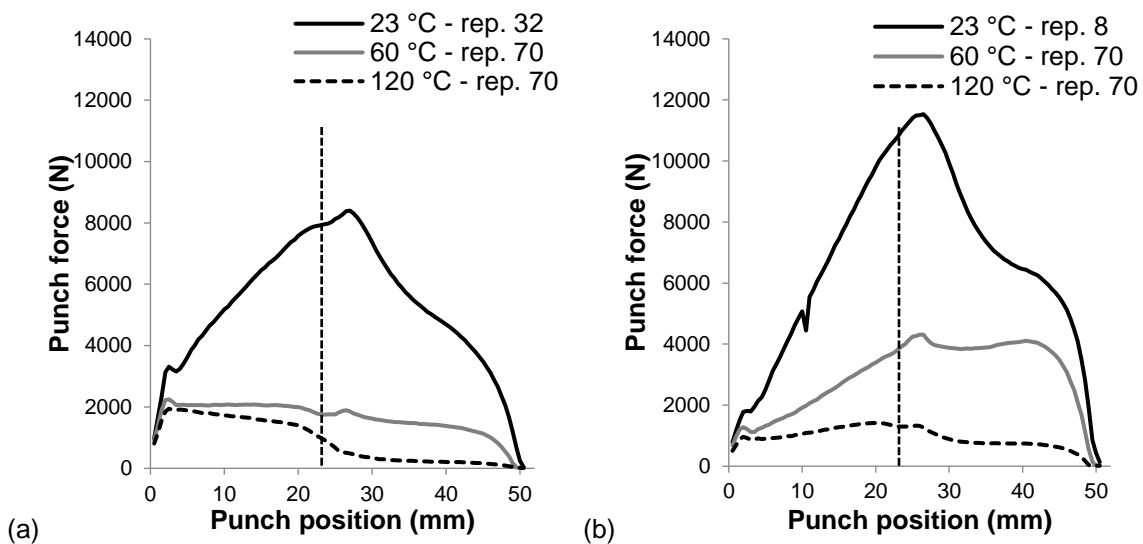 23 °C - rep. 32
60 °C - rep. 70
120 °C - rep. 70
14000
12000
10000
8000
6000
4000
2000
0
Punch force (N)
0 10 20 30 40 50
Punch position (mm)
(a)
23 °C - rep. 8
60 °C - rep. 70
120 °C - rep. 70
14000
12000
10000
8000
6000
4000
2000
0
Punch force (N)
0 10 20 30 40 50
Punch position (mm)
(b)